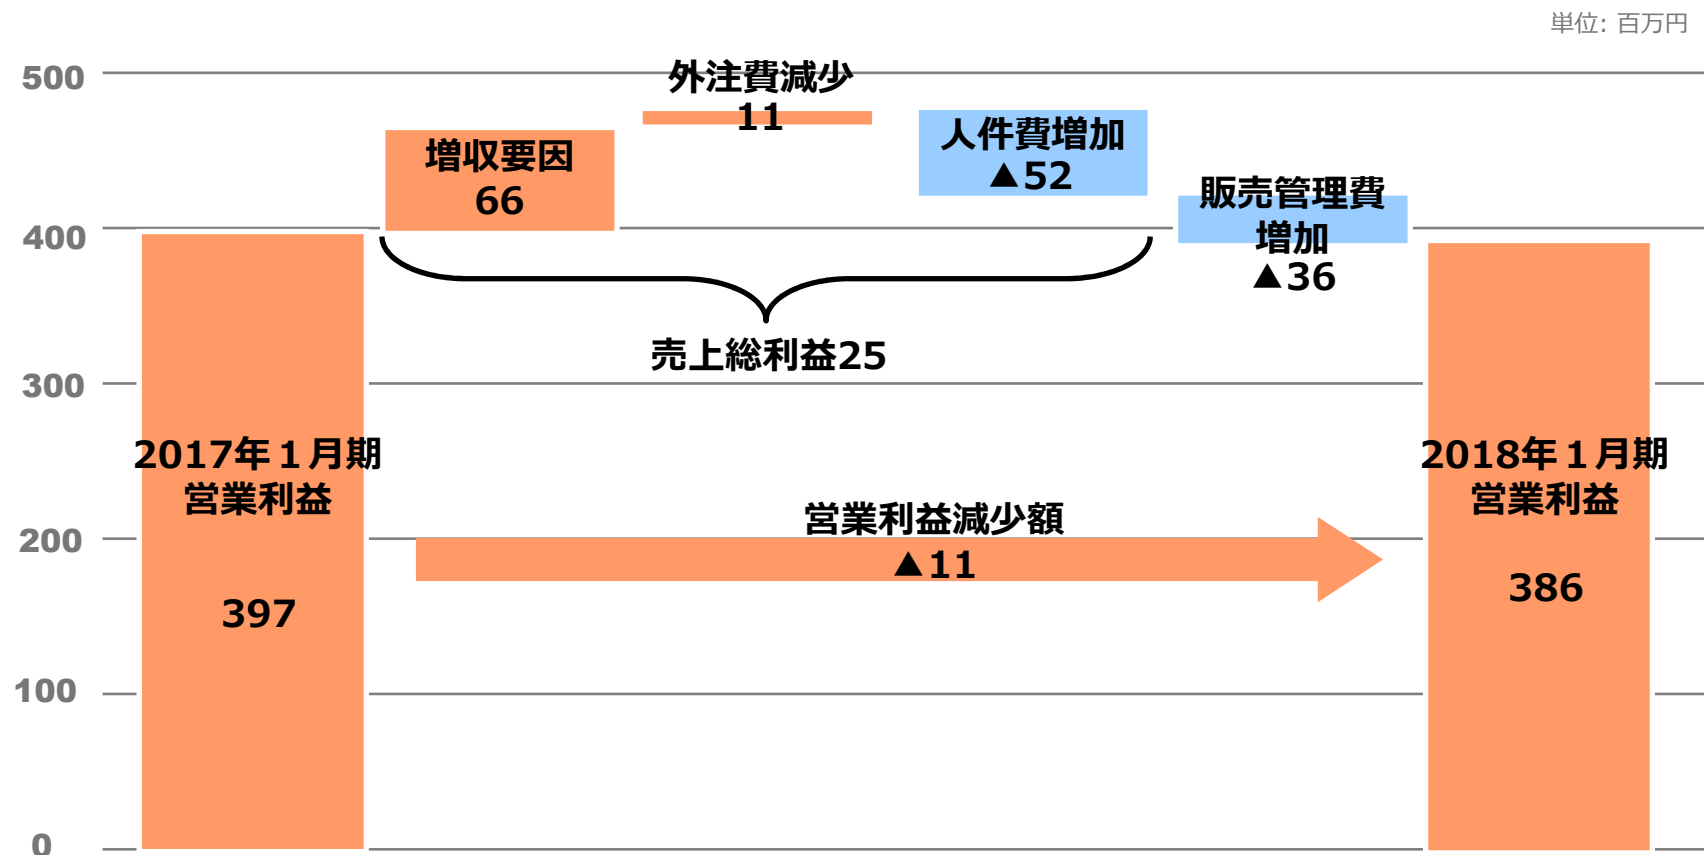 単位: 百万円
500
外注費減少
11
増収要因
66
人件費増加
▲52
販売管理費
増加
▲36
400
売上総利益25
300
2017年１月期
営業利益
397
営業利益減少額
▲11
2018年１月期
営業利益
386
200
100
0